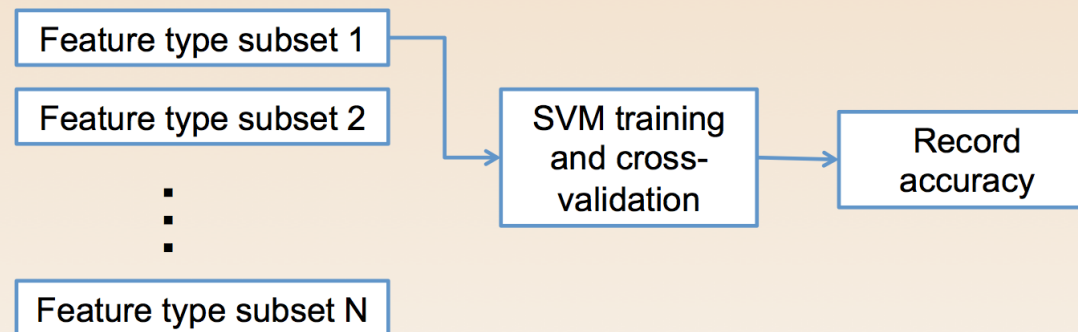 Feature type subset 1
Feature type subset 2
Feature type subset N
SVM training
and cross-
validation
Record
accuracy